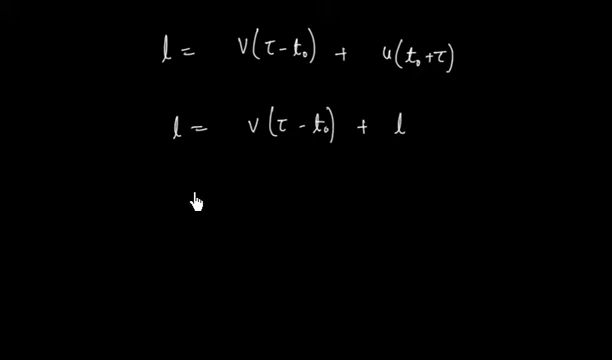 l = v(τ - t₀) + u(t₀ + τ)
l = v(τ - t₀) + l